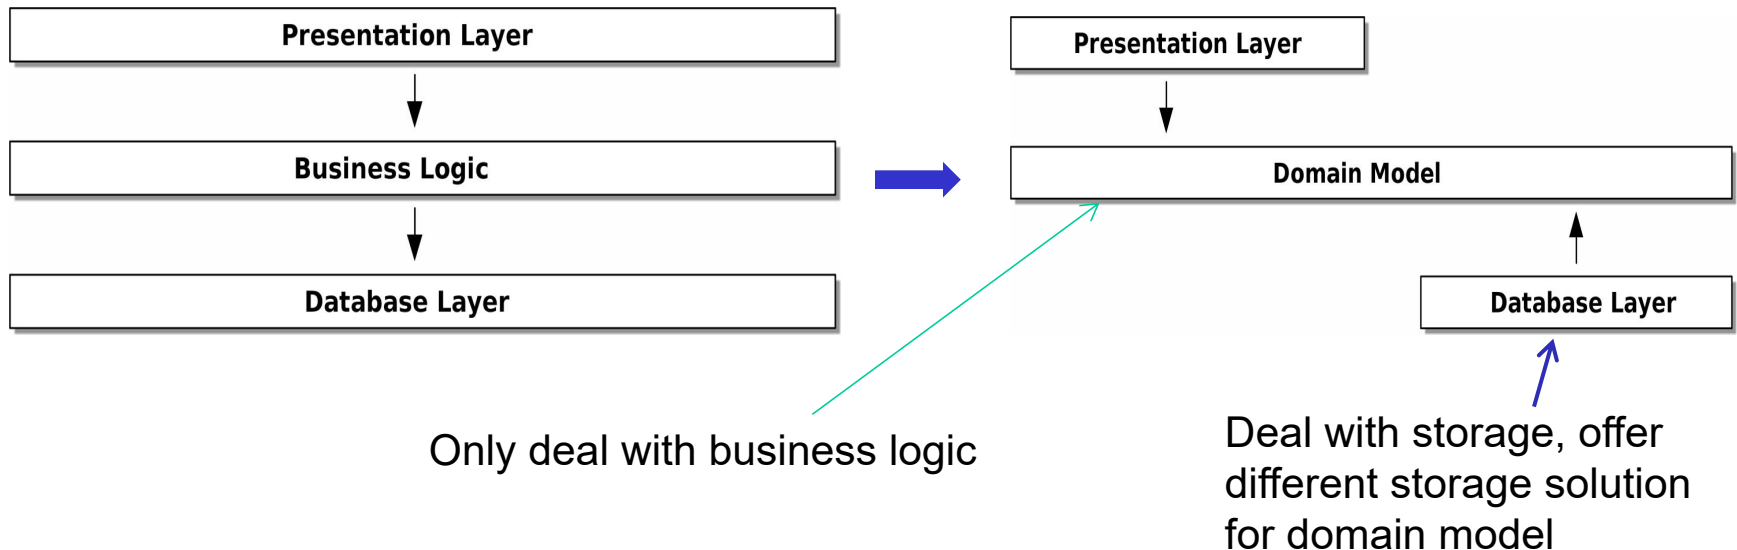 Presentation Layer
Business Logic
Database Layer
Presentation Layer
Domain Model
Database Layer
Only deal with business logic
Deal with storage, offer
different storage solution
for domain model